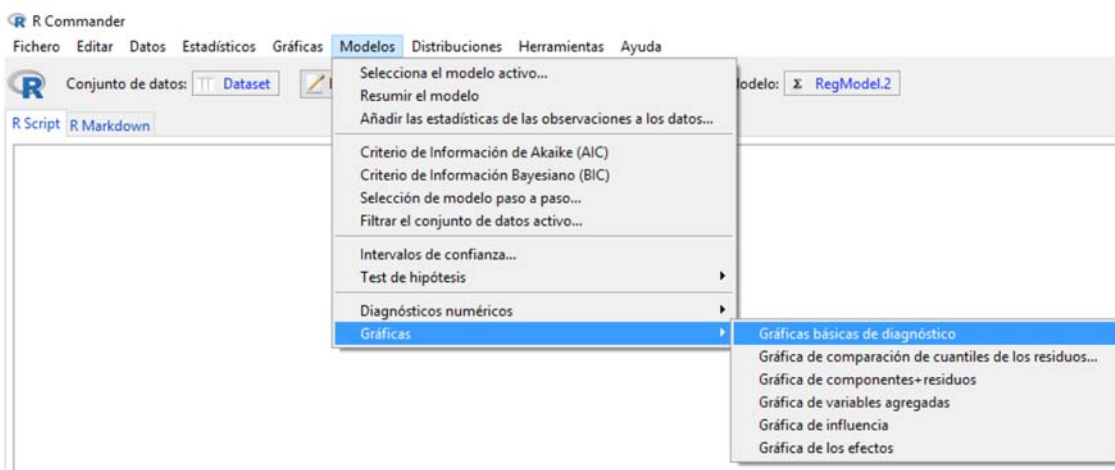 R R Commander
Fichero Editar Datos Estadísticos Gráficas Modelos Distribuciones Herramientas Ayuda
R Conjunto de datos: Dataset Modelo: Σ RegModel.2
R Script R Markdown
Selecciona el modelo activo...
Resumir el modelo
Añadir las estadísticas de las observaciones a los datos...
Criterio de Información de Akaike (AIC)
Criterio de Información Bayesiano (BIC)
Selección de modelo paso a paso...
Filtrar el conjunto de datos activo...
Intervalos de confianza...
Test de hipótesis
Diagnósticos numéricos
Gráficas
Gráficas básicas de diagnóstico
Gráfica de comparación de cuantiles de los residuos...
Gráfica de componentes+residuos
Gráfica de variables agregadas
Gráfica de influencia
Gráfica de los efectos